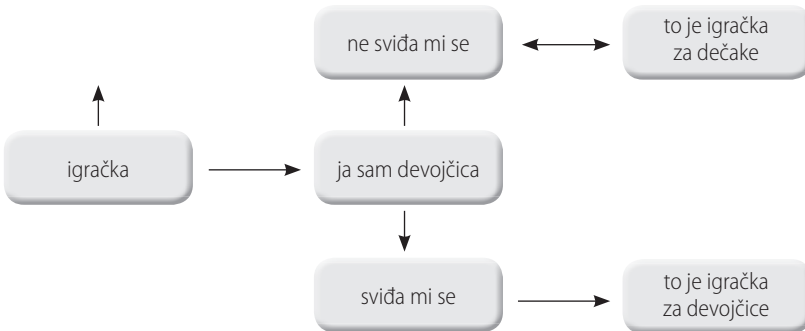 ne sviđa mi se
to je igračka
za dečake
igračka
ja sam devojčica
sviđa mi se
to je igračka
za devojčice